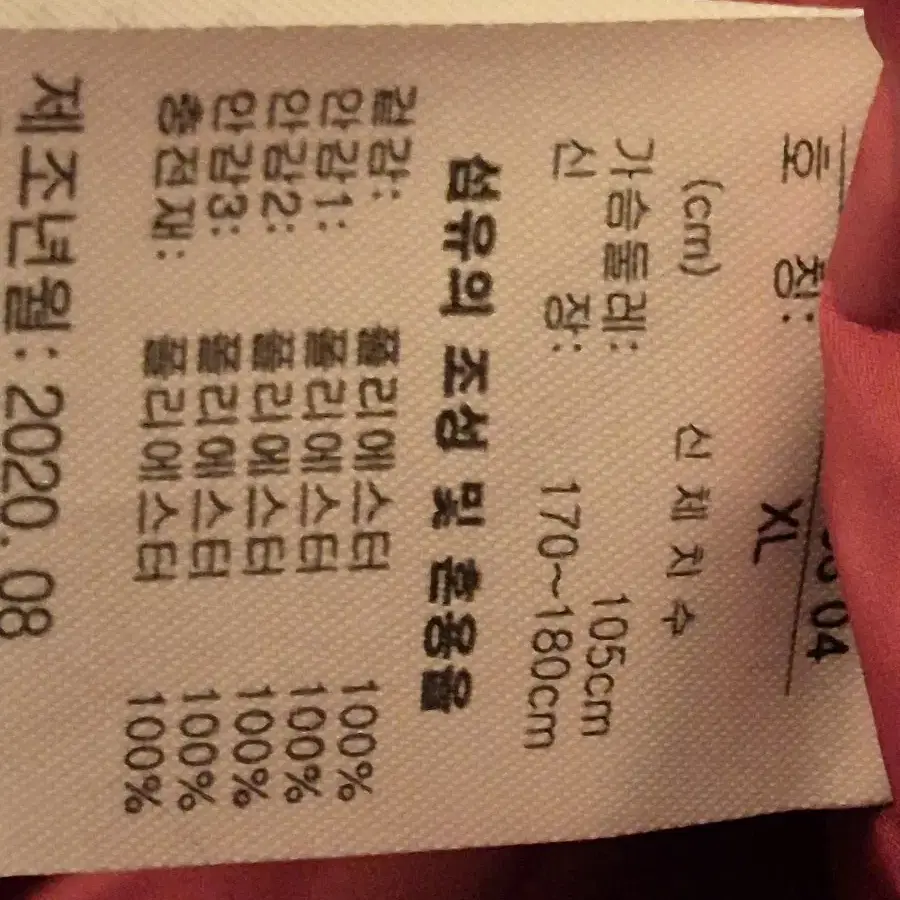 04
호 칭: XL
(cm) 신체치수
가슴둘레: 105cm
신 장: 170~180cm
섬유의 조성 및 혼용율
겉감: 폴리에스터 100%
안감1: 폴리에스터 100%
안감2: 폴리에스터 100%
안감3: 폴리에스터 100%
충전재: 폴리에스터 100%
제조년월: 2020. 08